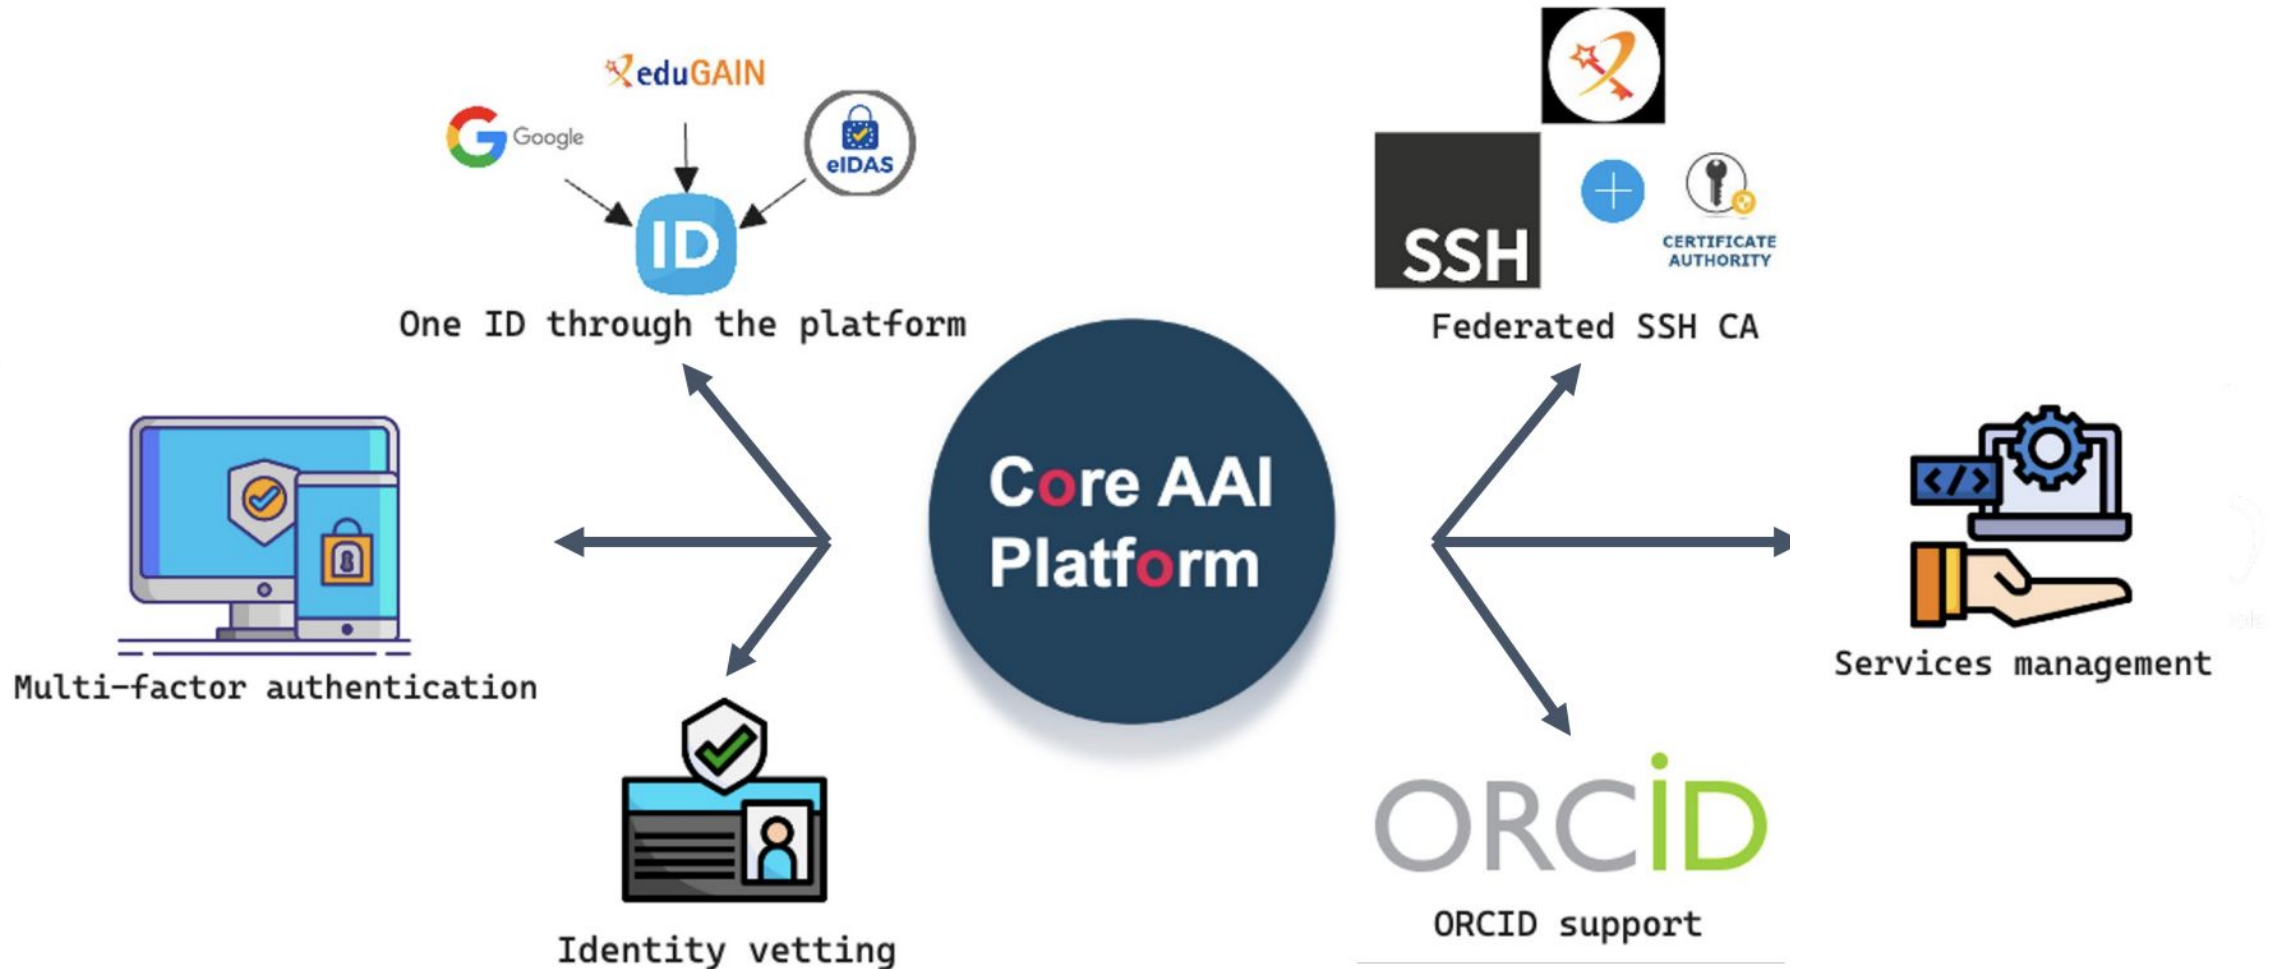 eduGAIN
Google
eIDAS
ID
One ID through the platform
SSH
CERTIFICATE
AUTHORITY
Federated SSH CA
Core AAI
Platform
</>
Multi-factor authentication
Services management
Identity vetting
ORCiD
ORCID support